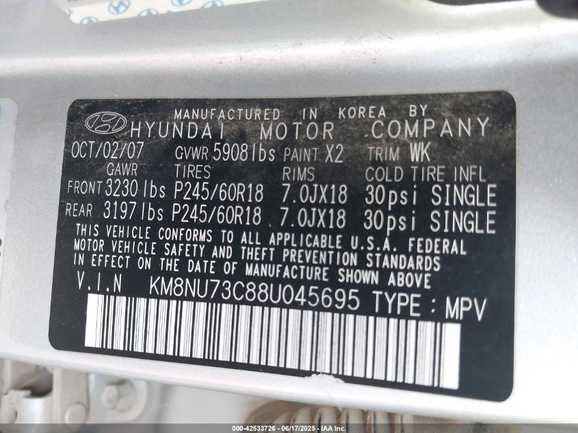 MANUFACTURED IN KOREA BY
HYUNDAI MOTOR COMPANY
OCT/02/07 GVWR 5908lbs PAINT X2 TRIM WK
GAWR TIRES RIMS COLD TIRE INFL
FRONT 3230lbs P245/60R18 7.0JX18 30psi SINGLE
REAR 3197lbs P245/60R18 7.0JX18 30psi SINGLE
THIS VEHICLE CONFORMS TO ALL APPLICABLE U.S.A. FEDERAL
MOTOR VEHICLE SAFETY AND THEFT PREVENTION STANDARDS
IN EFFECT ON THE DATE OF MANUFACTURE SHOWN ABOVE.
V.I.N KM8NU73C88U045695 TYPE : MPV
000-42533726 - 06/17/2025 - IAA Inc.